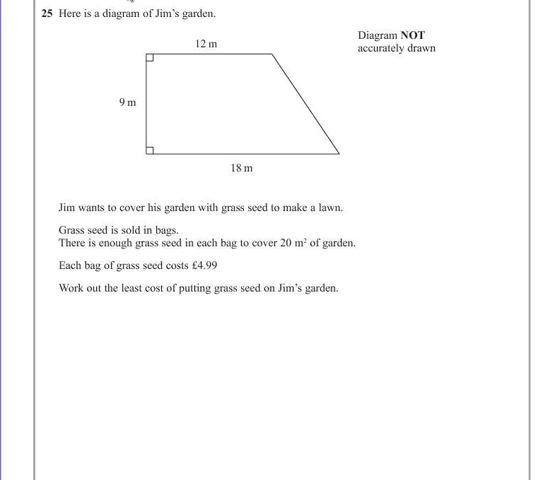 25 Here is a diagram of Jim's garden.
Diagram NOT
accurately drawn
12 m
9 m
18 m
Jim wants to cover his garden with grass seed to make a lawn.
Grass seed is sold in bags.
There is enough grass seed in each bag to cover 20 m² of garden.
Each bag of grass seed costs £4.99
Work out the least cost of putting grass seed on Jim's garden.